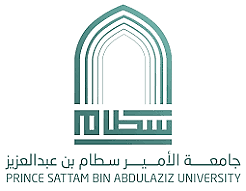 سطام
جامعة الأمير سطام بن عبدالعزيز
PRINCE SATTAM BIN ABDULAZIZ UNIVERSITY